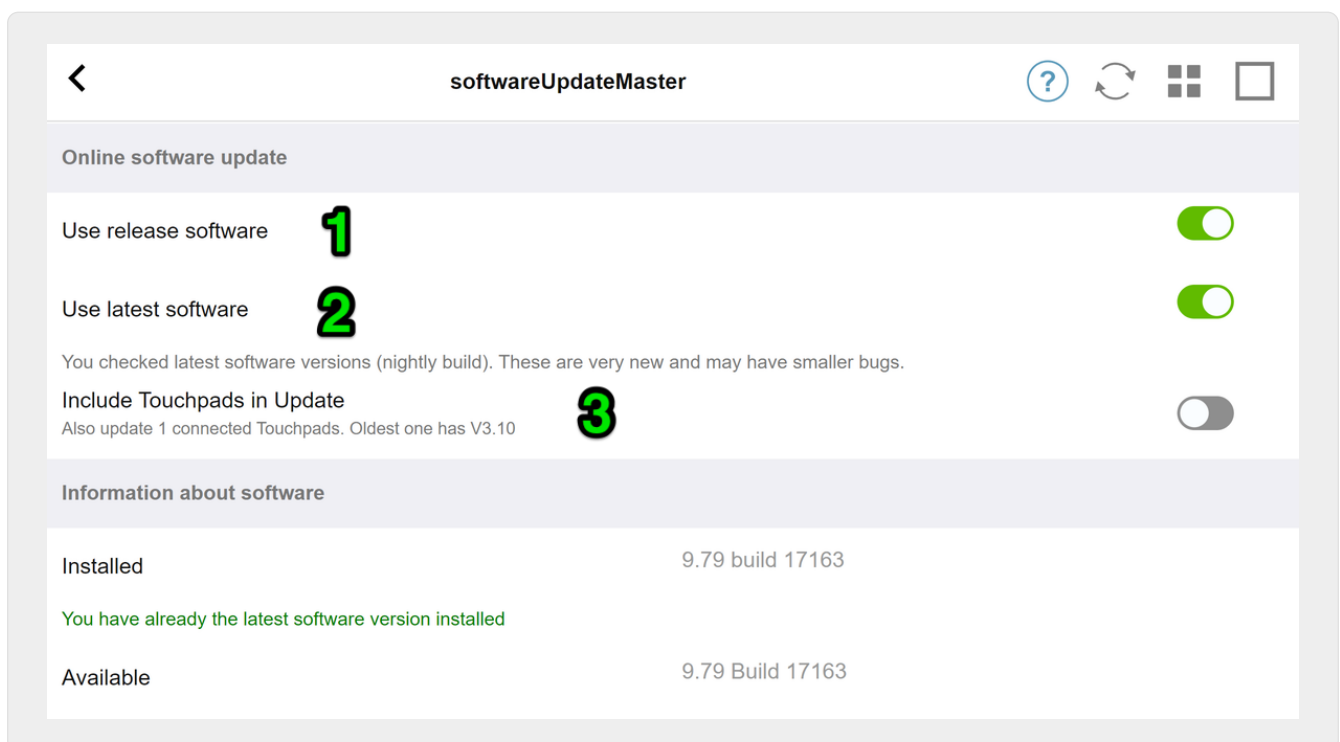 softwareUpdateMaster
?
Online software update
Use release software 1
Use latest software 2
You checked latest software versions (nightly build). These are very new and may have smaller bugs.
Include Touchpads in Update 3
Also update 1 connected Touchpads. Oldest one has V3.10
Information about software
Installed 9.79 build 17163
You have already the latest software version installed
Available 9.79 Build 17163